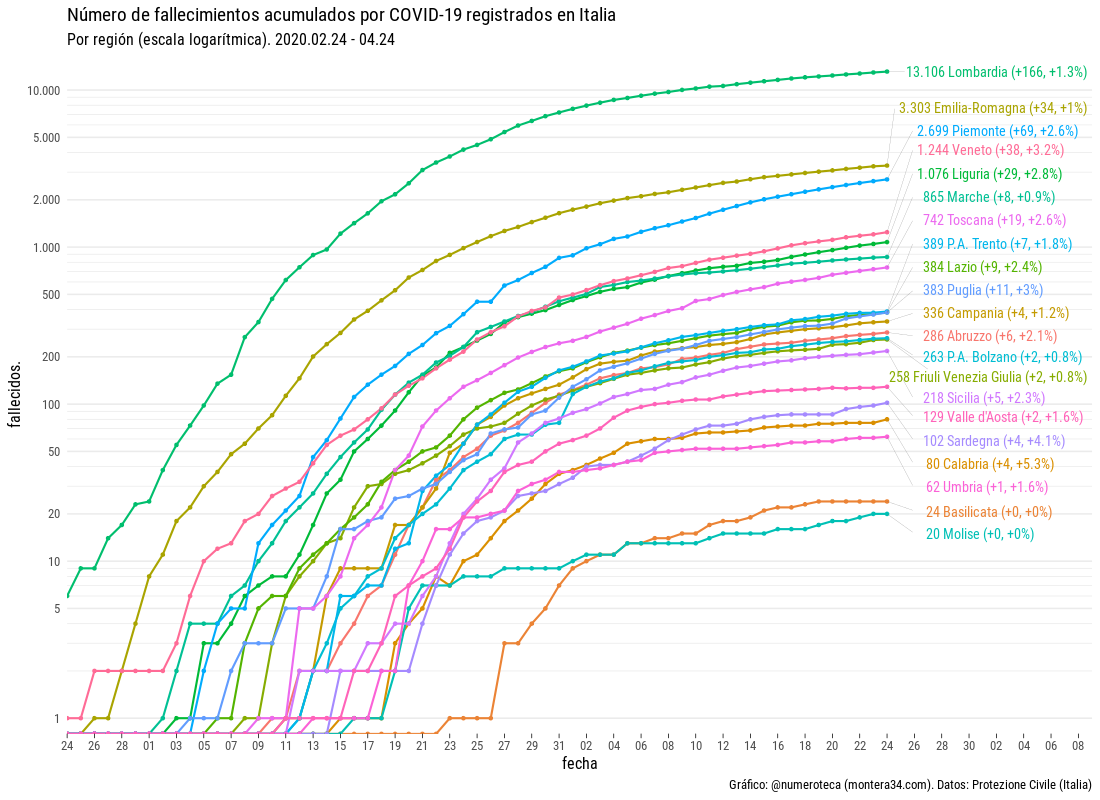 Número de fallecimientos acumulados por COVID-19 registrados en Italia
Por región (escala logarítmica). 2020.02.24 - 04.24
13.106 Lombardia (+166, +1.3%)
3.303 Emilia-Romagna (+34, +1%)
2.699 Piemonte (+69, +2.6%)
1.244 Veneto (+38, +3.2%)
1.076 Liguria (+29, +2.8%)
865 Marche (+8, +0.9%)
742 Toscana (+19, +2.6%)
389 P.A. Trento (+7, +1.8%)
384 Lazio (+9, +2.4%)
383 Puglia (+11, +3%)
336 Campania (+4, +1.2%)
286 Abruzzo (+6, +2.1%)
263 P.A. Bolzano (+2, +0.8%)
258 Friuli Venezia Giulia (+2, +0.8%)
218 Sicilia (+5, +2.3%)
129 Valle d'Aosta (+2, +1.6%)
102 Sardegna (+4, +4.1%)
80 Calabria (+4, +5.3%)
62 Umbria (+1, +1.6%)
24 Basilicata (+0, +0%)
20 Molise (+0, +0%)
10.000
5.000
2.000
1.000
500
200
100
50
20
10
5
1
fallecidos.
24 26 28 01 03 05 07 09 11 13 15 17 19 21 23 25 27 29 31 02 04 06 08 10 12 14 16 18 20 22 24 26 28 30 02 04 06 08
fecha
Gráfico: @numeroteca (montera34.com). Datos: Protezione Civile (Italia)